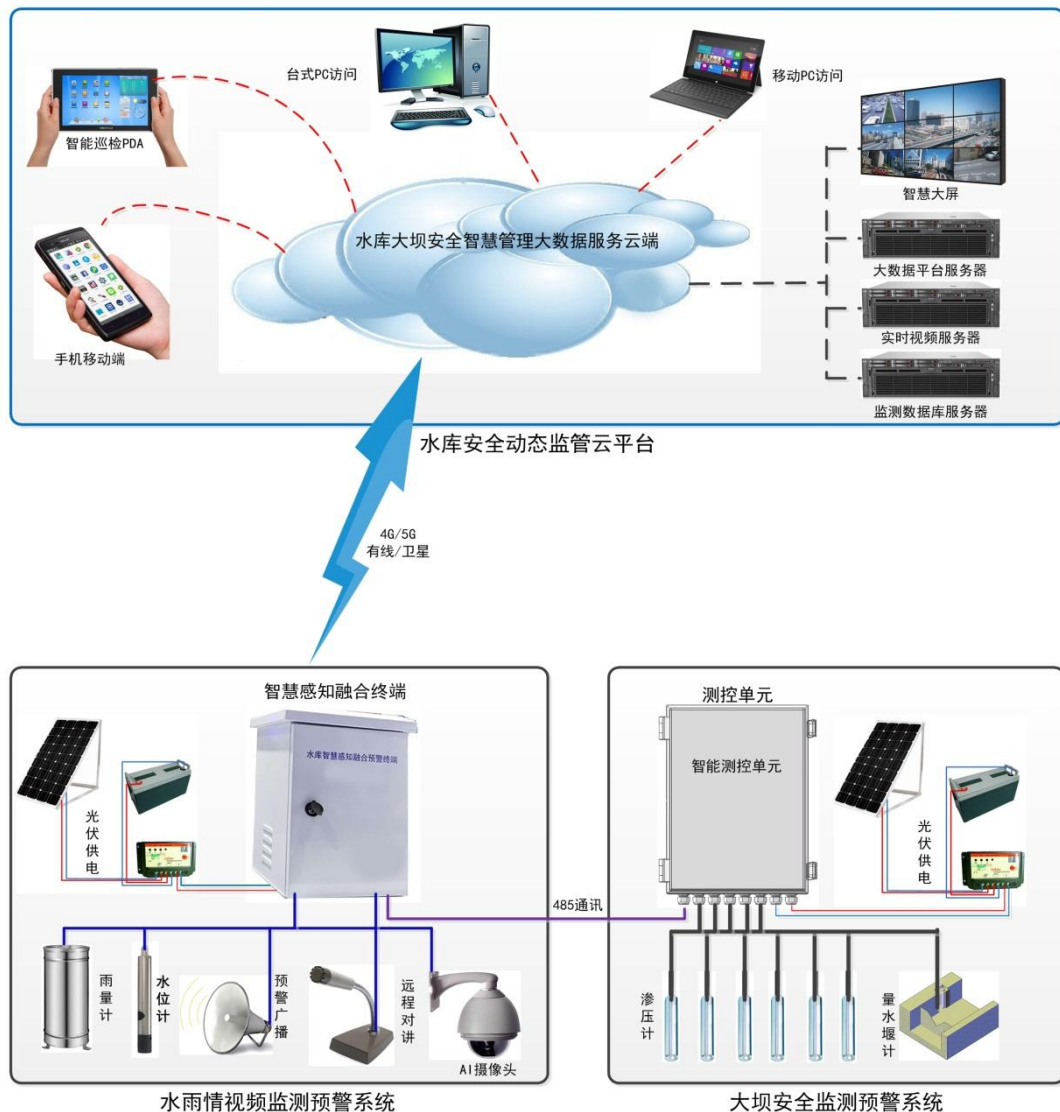 台式PC访问
移动PC访问
智能巡检PDA
智慧大屏
水库大坝安全智慧管理大数据服务云端
大数据平台服务器
实时视频服务器
手机移动端
监测数据库服务器
水库安全动态监管云平台
4G/5G
有线/卫星
智慧感知融合终端
水库智慧感知融合预警终端
光伏供电
485通讯
雨量计
水位计
预警广播
远程对讲
AI摄像头
水雨情视频监测预警系统
测控单元
智能测控单元
光伏供电
渗压计
量水堰计
大坝安全监测预警系统